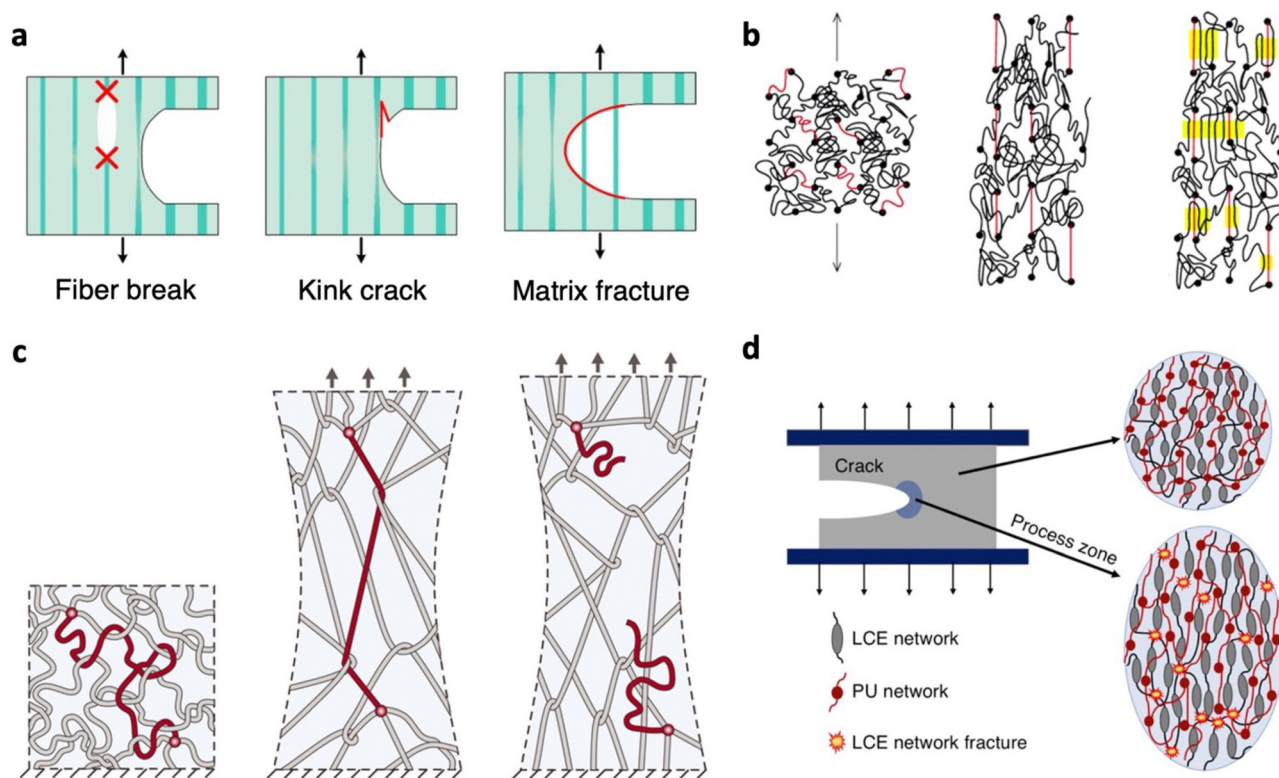 a
Fiber break
Kink crack
Matrix fracture
b
c
d
Crack
Process zone
LCE network
PU network
LCE network fracture